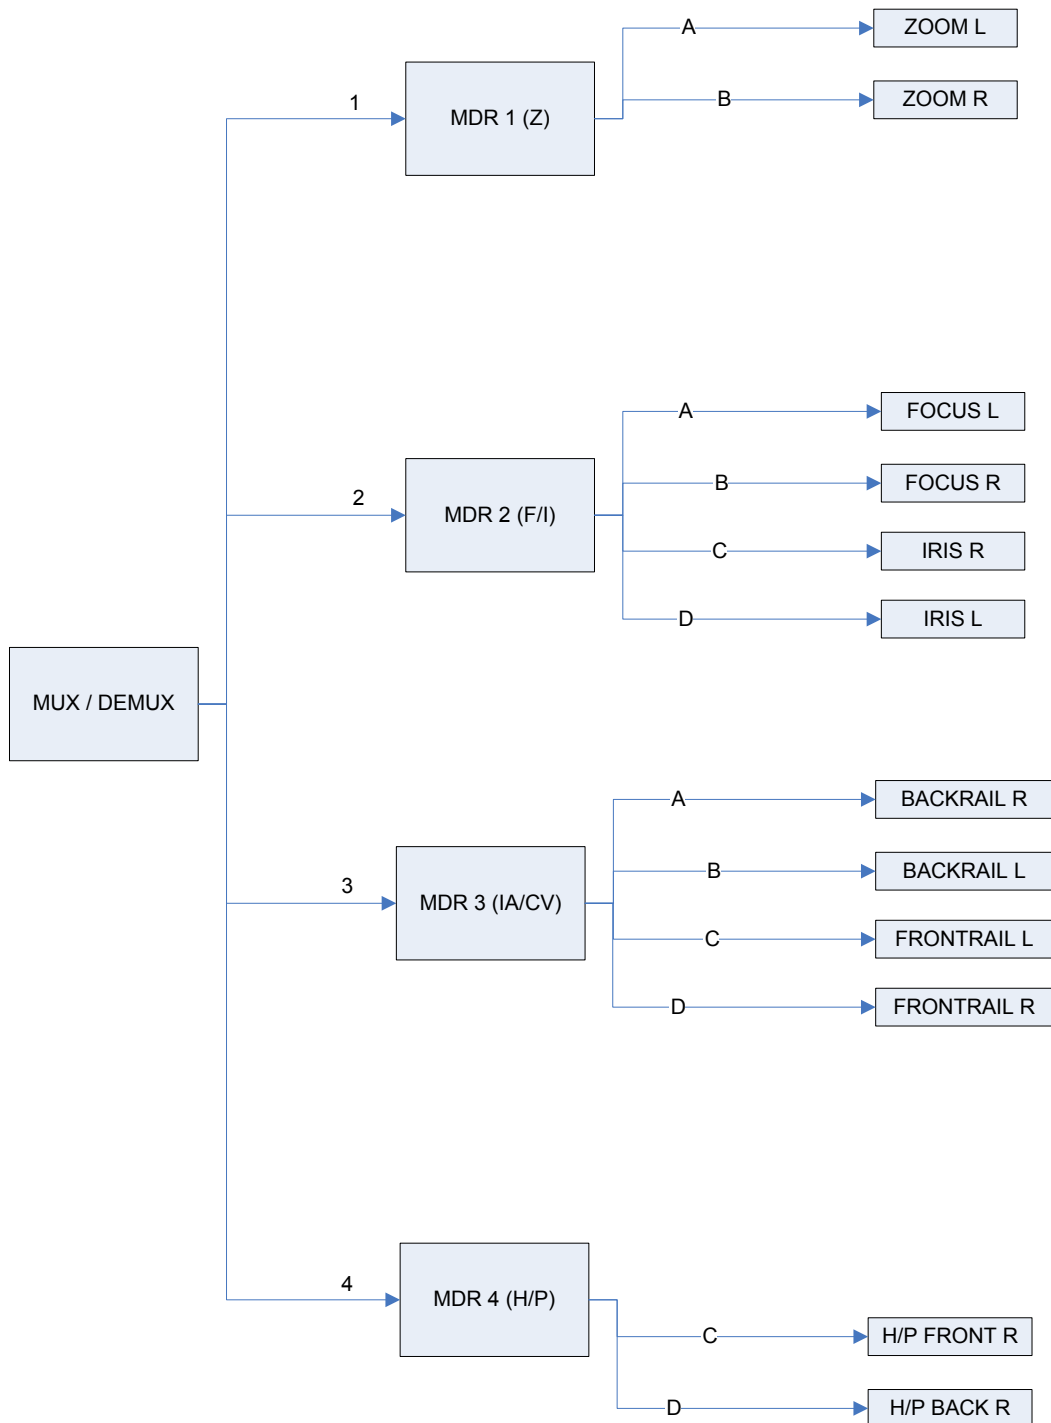 A
ZOOM L
1
MDR 1 (Z)
B
ZOOM R
A
FOCUS L
2
MDR 2 (F/I)
B
FOCUS R
C
IRIS R
D
IRIS L
MUX / DEMUX
A
BACKRAIL R
3
MDR 3 (IA/CV)
B
BACKRAIL L
C
FRONTRAIL L
D
FRONTRAIL R
4
MDR 4 (H/P)
C
H/P FRONT R
D
H/P BACK R